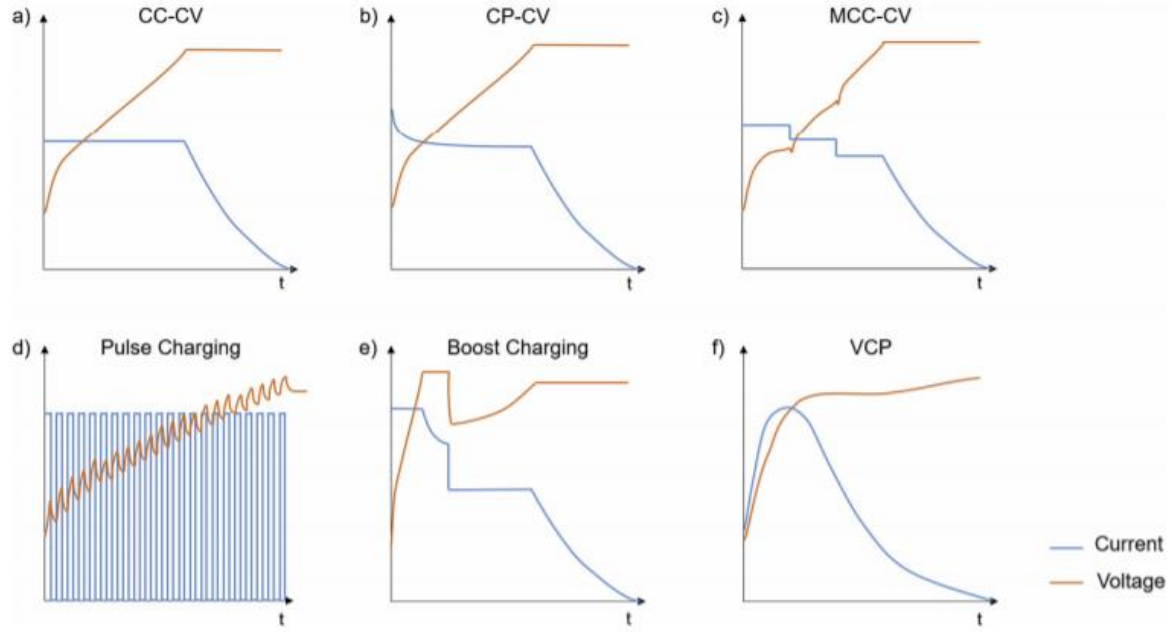 a) CC-CV
b) CP-CV
c) MCC-CV
t
t
t
d) Pulse Charging
e) Boost Charging
f) VCP
Current
Voltage
t
t
t